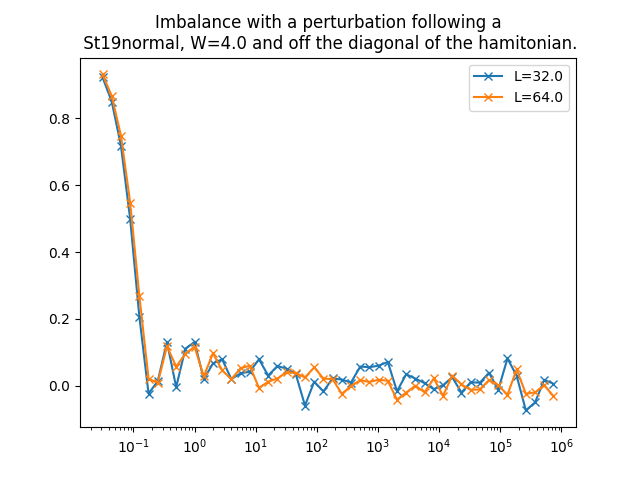 Imbalance with a perturbation following a
St19normal, W=4.0 and off the diagonal of the hamitonian.
L=32.0
L=64.0
0.8
0.6
0.4
0.2
0.0
10⁻¹ 10⁰ 10¹ 10² 10³ 10⁴ 10⁵ 10⁶